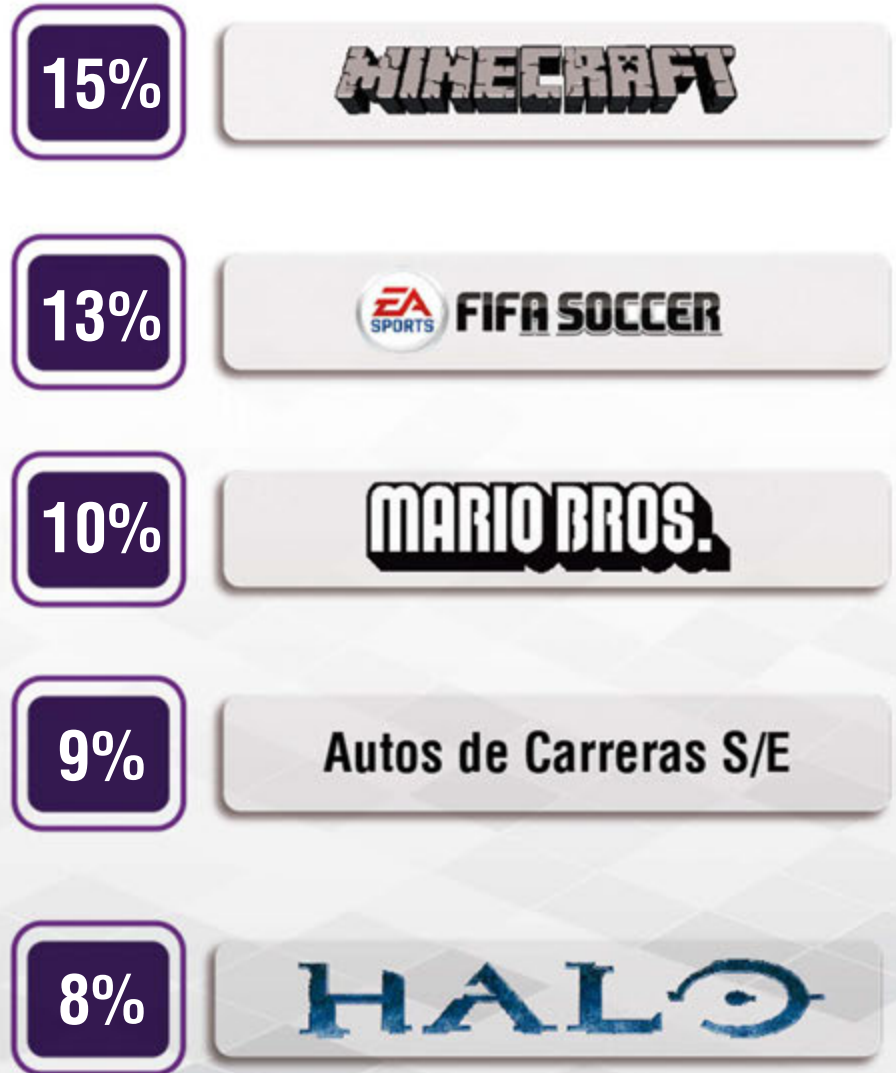 15%
MINECRAFT
13%
EA SPORTS FIFA SOCCER
10%
MARIO BROS.
9%
Autos de Carreras S/E
8%
HALO